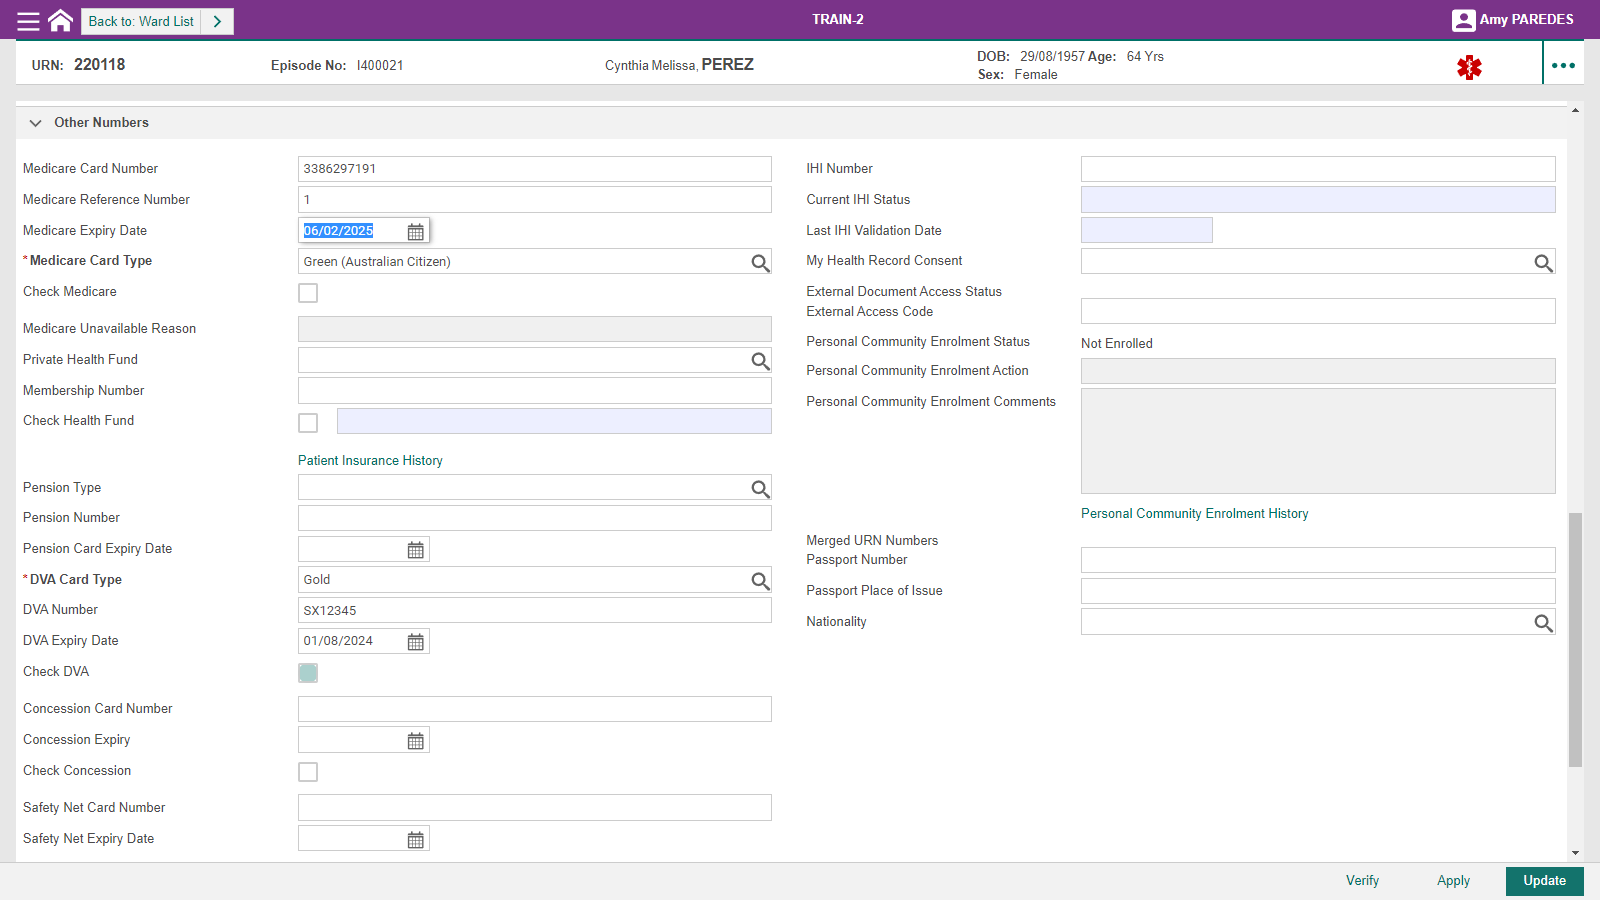 Back to: Ward List
TRAIN-2
Amy PAREDES
URN: 220118
Episode No: I400021
Cynthia Melissa, PEREZ
DOB: 29/08/1957 Age: 64 Yrs
Sex: Female
Other Numbers
Medicare Card Number 3386297191
Medicare Reference Number 1
Medicare Expiry Date 06/02/2025
*Medicare Card Type Green (Australian Citizen)
Check Medicare
Medicare Unavailable Reason
Private Health Fund
Membership Number
Check Health Fund
Patient Insurance History
Pension Type
Pension Number
Pension Card Expiry Date
*DVA Card Type Gold
DVA Number SX12345
DVA Expiry Date 01/08/2024
Check DVA
Concession Card Number
Concession Expiry
Check Concession
Safety Net Card Number
Safety Net Expiry Date
IHI Number
Current IHI Status
Last IHI Validation Date
My Health Record Consent
External Document Access Status
External Access Code
Personal Community Enrolment Status Not Enrolled
Personal Community Enrolment Action
Personal Community Enrolment Comments
Personal Community Enrolment History
Merged URN Numbers
Passport Number
Passport Place of Issue
Nationality
Verify
Apply
Update